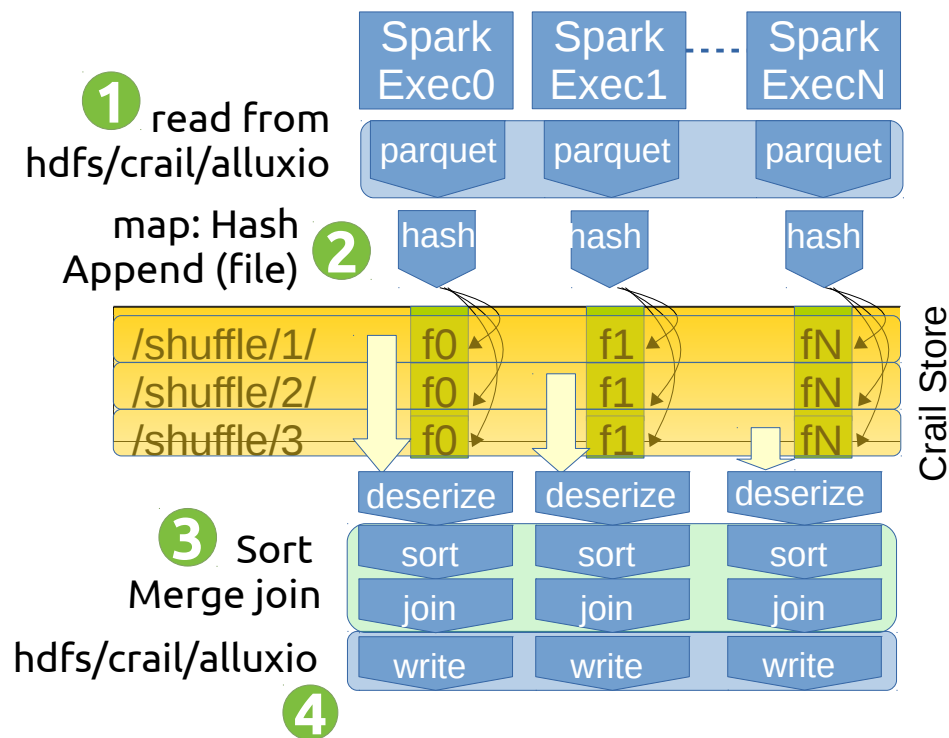 Spark Exec0
Spark Exec1
Spark ExecN
1 read from
hdfs/crail/alluxio
parquet parquet parquet
map: Hash
Append (file) 2
hash hash hash
/shuffle/1/ f0 f1 fN
/shuffle/2/ f0 f1 fN
/shuffle/3 f0 f1 fN
Crail Store
deserize deserize deserize
3 Sort
Merge join
sort sort sort
join join join
hdfs/crail/alluxio
write write write
4